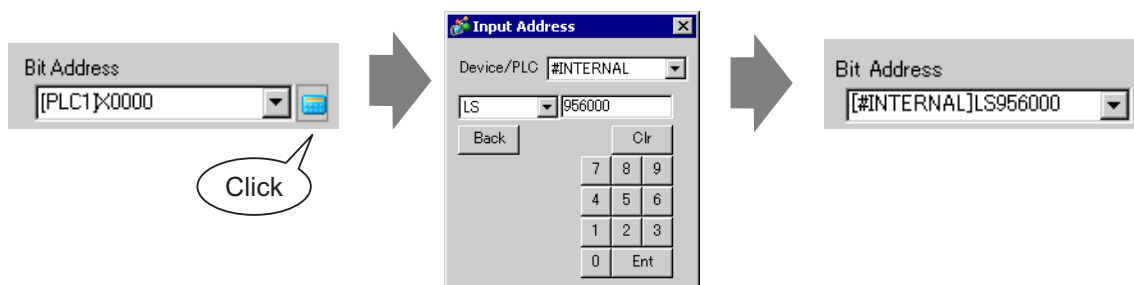 Bit Address
[PLC1]X0000
Click
Input Address
Device/PLC #INTERNAL
LS 956000
Back Clr
7 8 9
4 5 6
1 2 3
0 Ent
Bit Address
[#INTERNAL]LS956000